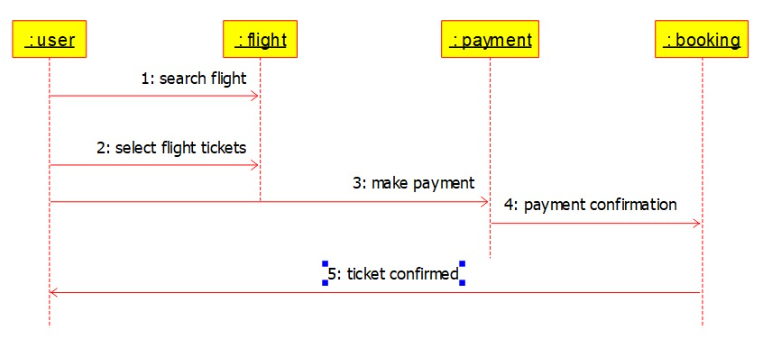 : user
: flight
: payment
: booking
1: search flight
2: select flight tickets
3: make payment
4: payment confirmation
5: ticket confirmed